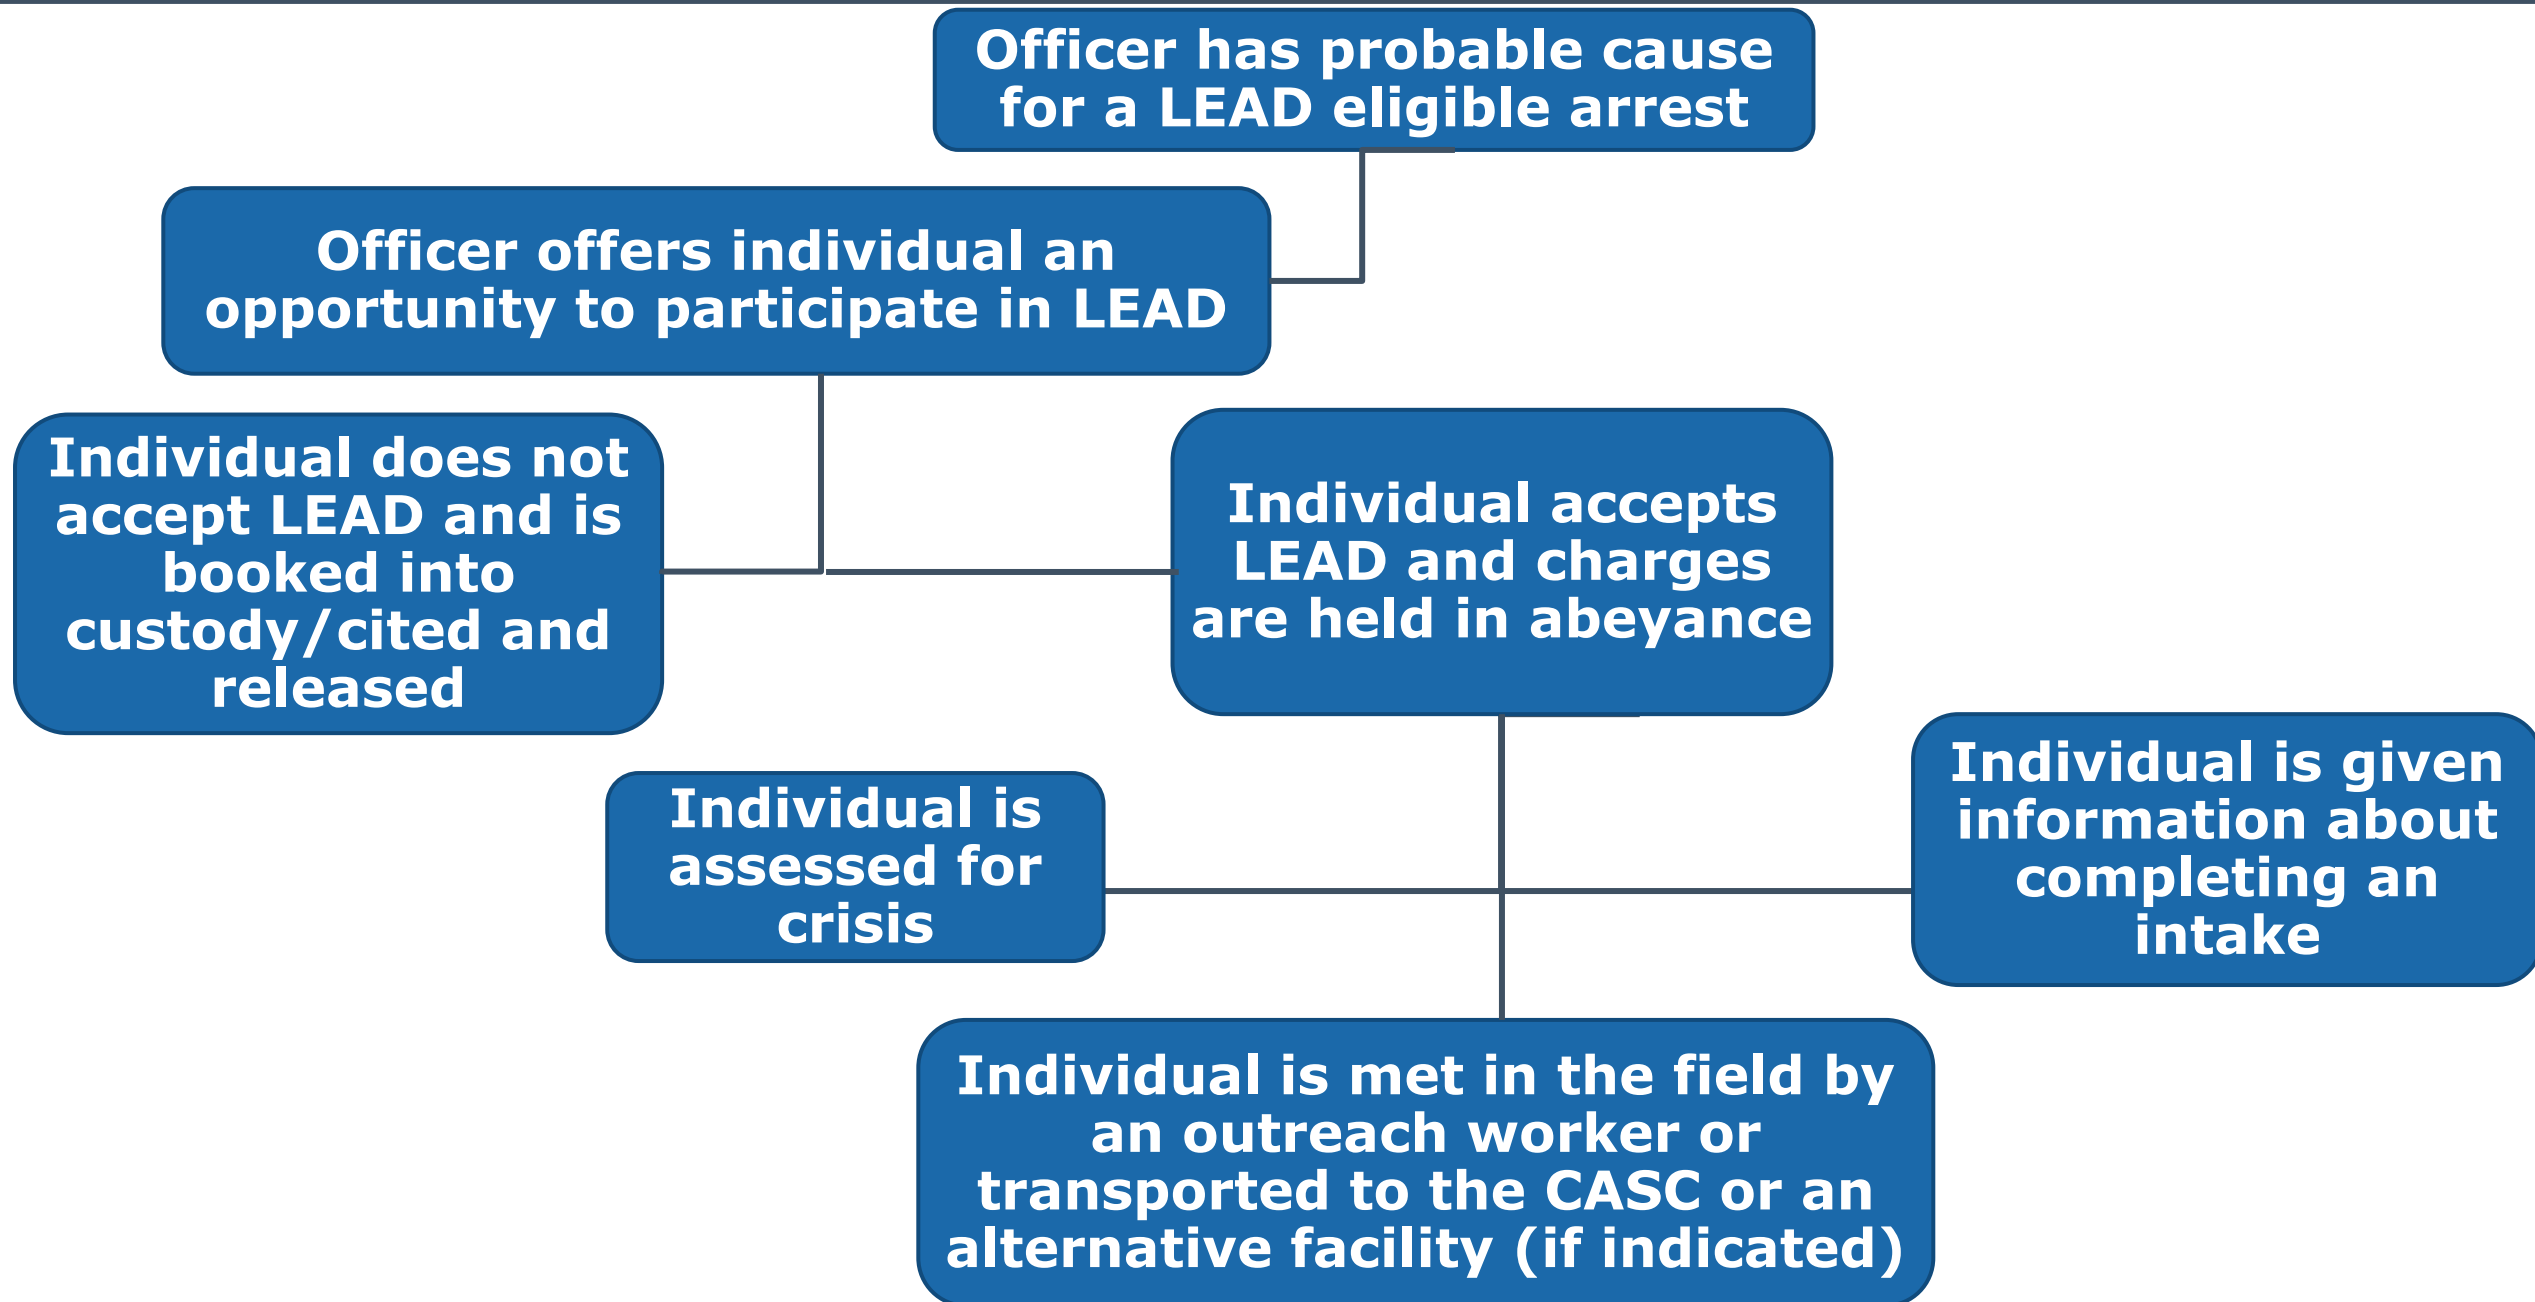 Officer has probable cause
for a LEAD eligible arrest
Officer offers individual an
opportunity to participate in LEAD
Individual does not
accept LEAD and is
booked into
custody/cited and
released
Individual accepts
LEAD and charges
are held in abeyance
Individual is
assessed for
crisis
Individual is given
information about
completing an
intake
Individual is met in the field by
an outreach worker or
transported to the CASC or an
alternative facility (if indicated)